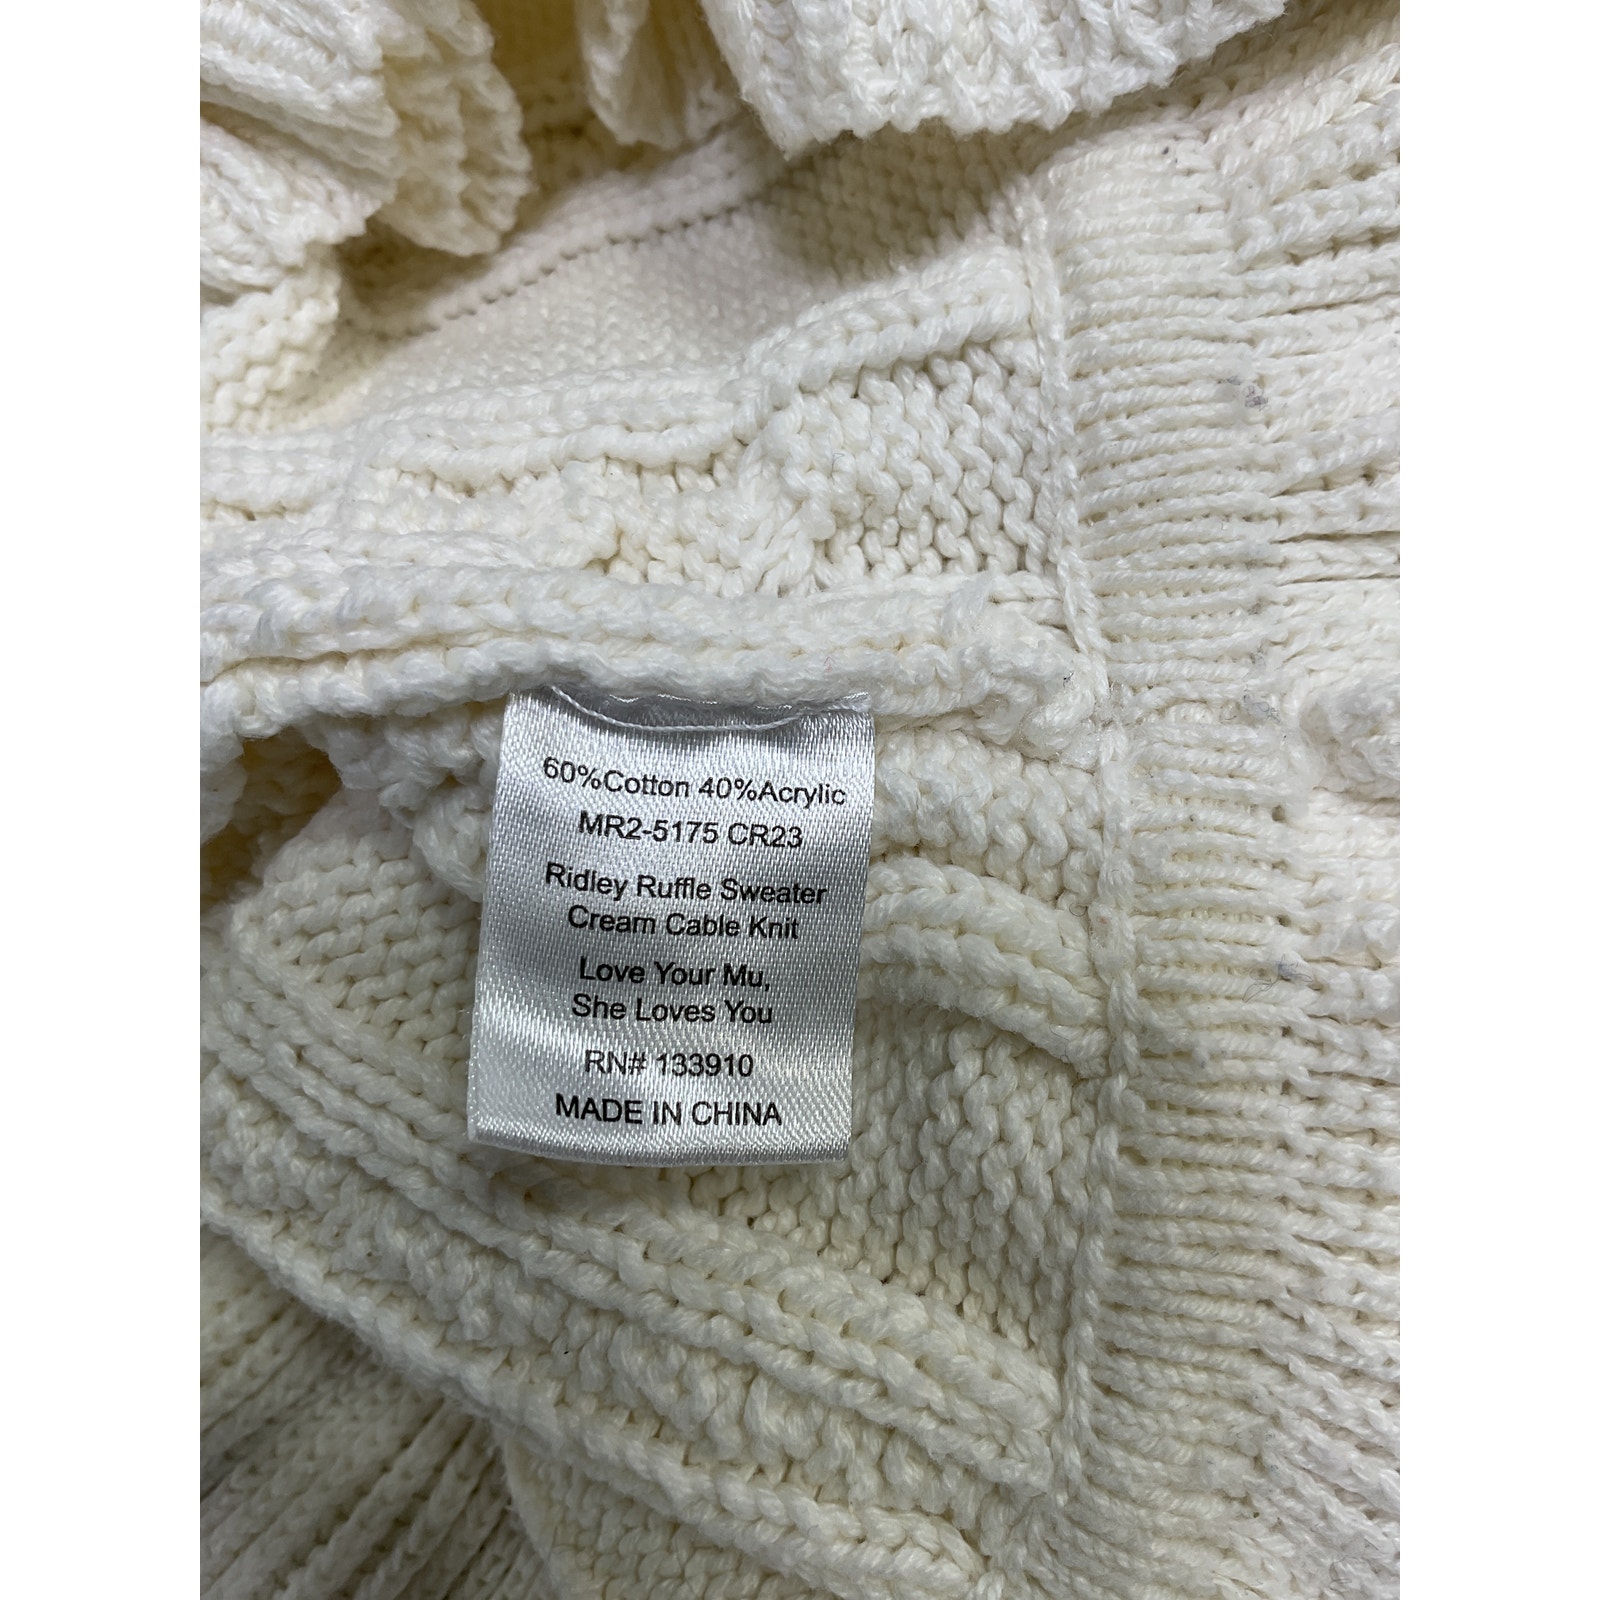 60%Cotton 40%Acrylic
MR2-5175 CR23
Ridley Ruffle Sweater
Cream Cable Knit
Love Your Mu,
She Loves You
RN# 133910
MADE IN CHINA